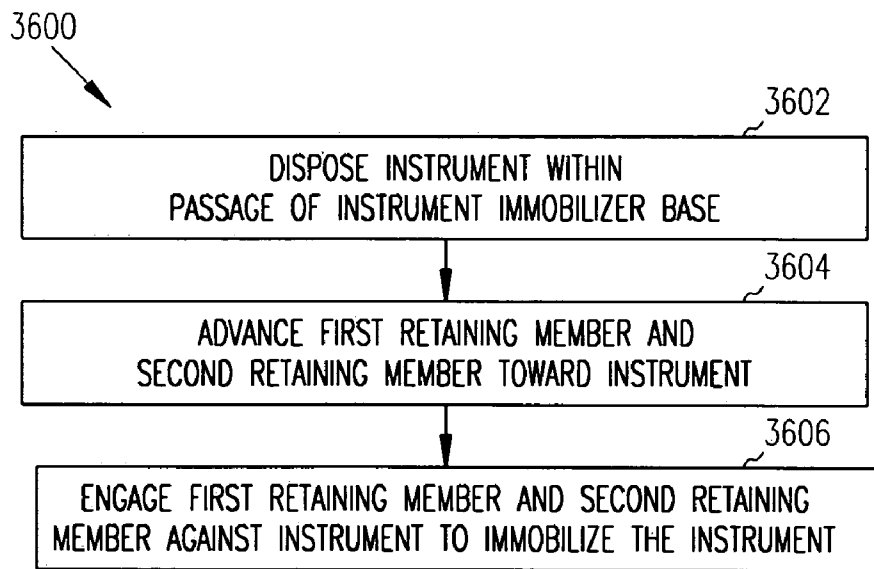 3600
3602
DISPOSE INSTRUMENT WITHIN
PASSAGE OF INSTRUMENT IMMOBILIZER BASE
3604
ADVANCE FIRST RETAINING MEMBER AND
SECOND RETAINING MEMBER TOWARD INSTRUMENT
3606
ENGAGE FIRST RETAINING MEMBER AND SECOND RETAINING
MEMBER AGAINST INSTRUMENT TO IMMOBILIZE THE INSTRUMENT